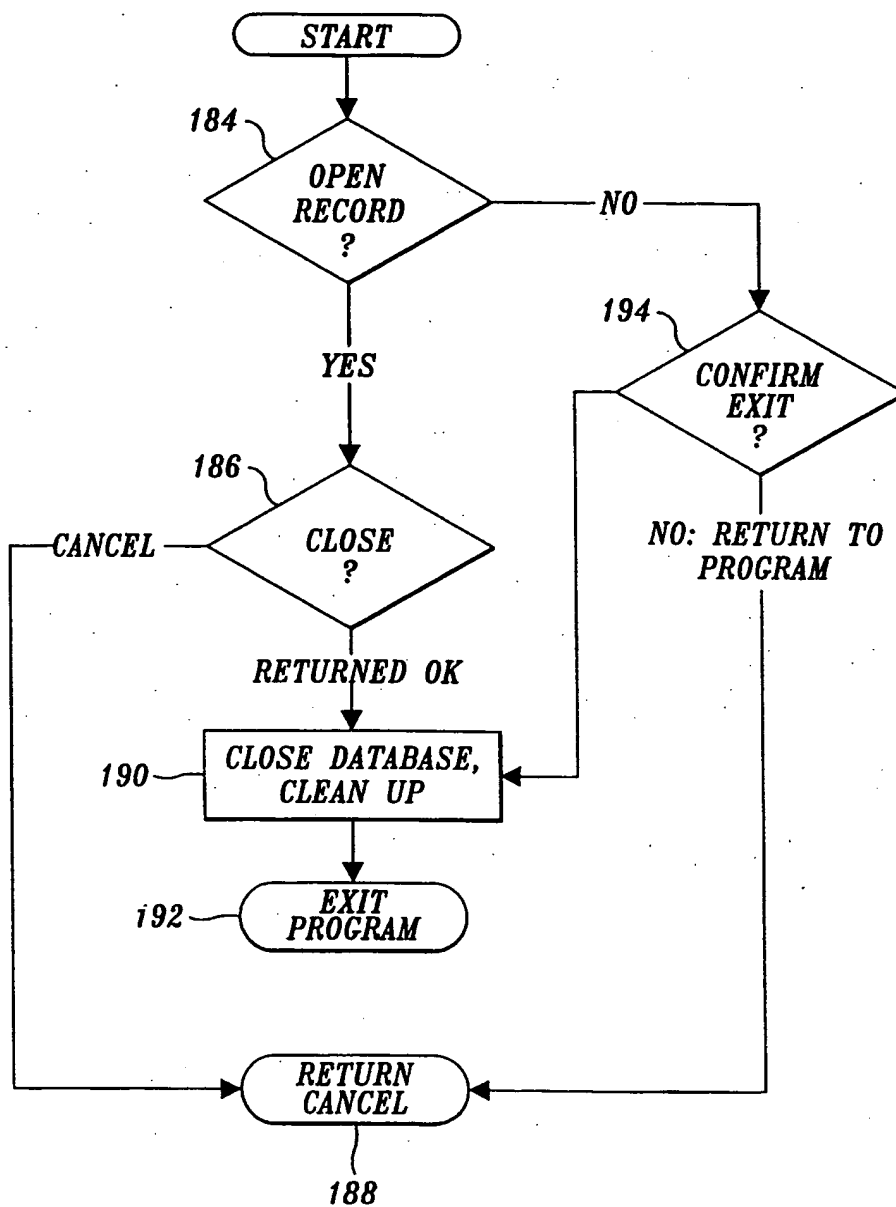 START
184
OPEN
RECORD
?
NO
194
CONFIRM
EXIT
?
YES
186
CANCEL
CLOSE
?
NO: RETURN TO
PROGRAM
RETURNED OK
190
CLOSE DATABASE,
CLEAN UP
192
EXIT
PROGRAM
RETURN
CANCEL
188